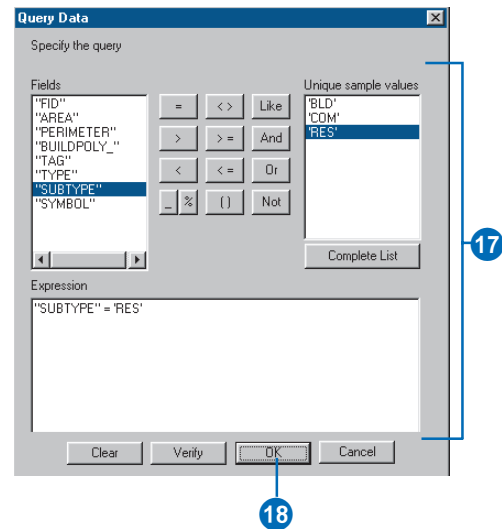 Query Data
Specify the query
Fields
"FID"
"AREA"
"PERIMETER"
"BUILDPOLY_"
"TAG"
"TYPE"
"SUBTYPE"
"SYMBOL"
= <> Like
> >= And
< <= Or
_ % () Not
Unique sample values
'BLD'
'COM'
'RES'
Complete List
17
Expression
"SUBTYPE" = 'RES'
Clear Verify OK Cancel
18